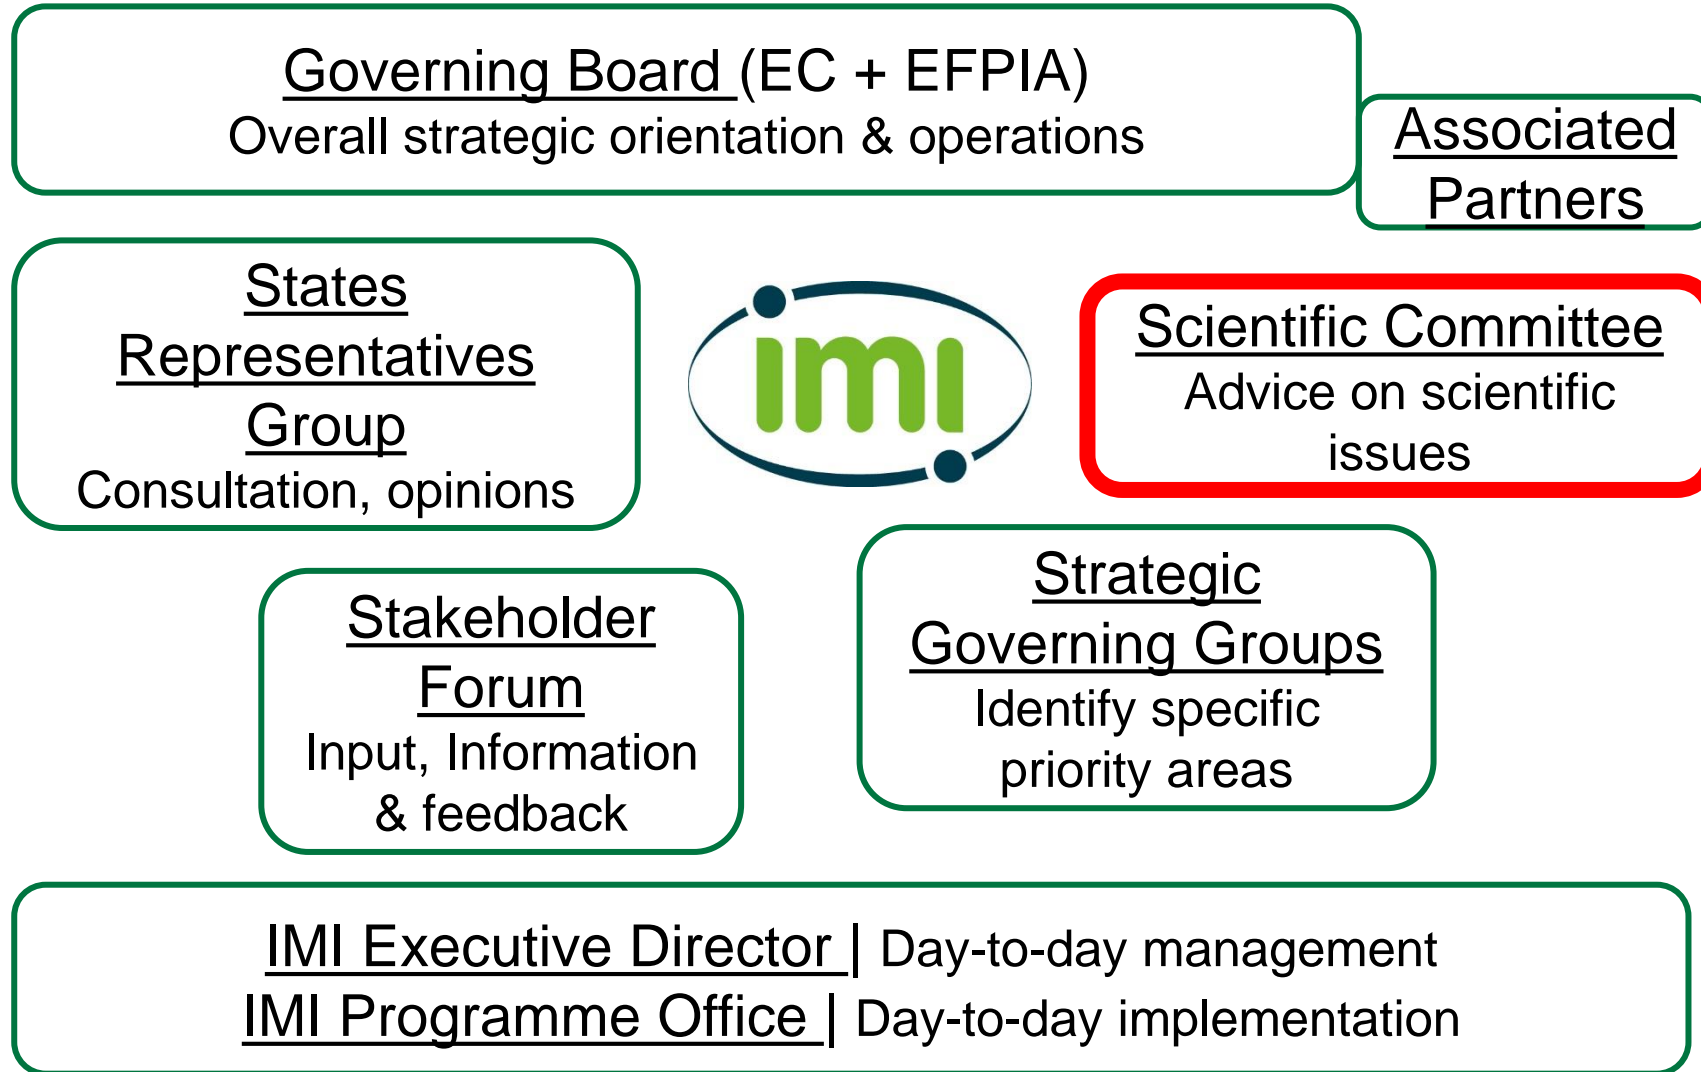 Governing Board (EC + EFPIA)
Overall strategic orientation & operations
Associated
Partners
States
Representatives
Group
Consultation, opinions
imi
Scientific Committee
Advice on scientific
issues
Stakeholder
Forum
Input, Information
& feedback
Strategic
Governing Groups
Identify specific
priority areas
IMI Executive Director | Day-to-day management
IMI Programme Office | Day-to-day implementation